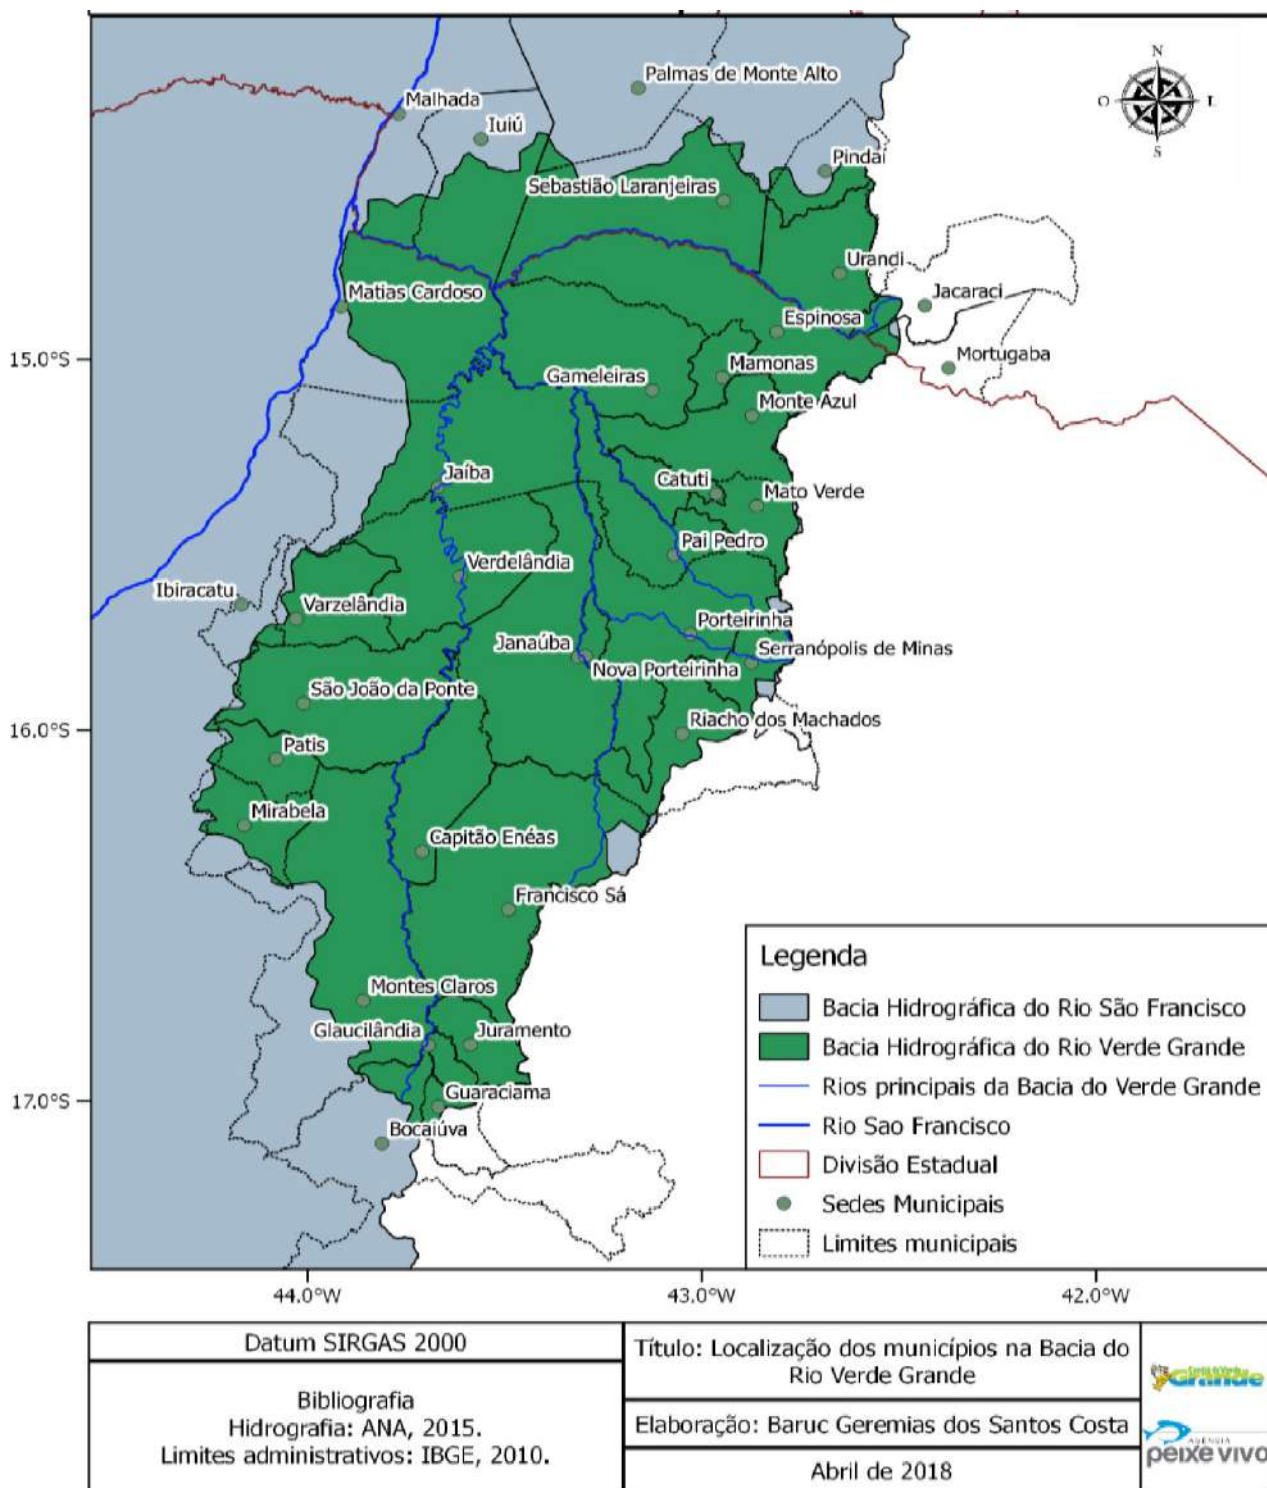 N
O
L
S
Palmas de Monte Alto
Malhada
Iuiú
Pindaí
Sebastião Laranjeiras
Urandi
Jacaraci
Matias Cardoso
Espinosa
15.0°S
Mortugaba
Mamonas
Gameleiras
Monte Azul
Jaíba
Catuti
Mato Verde
Pai Pedro
Verdelândia
Ibiracatu
Varzelândia
Porteirinha
Janaúba
Serranópolis de Minas
Nova Porteirinha
São João da Ponte
16.0°S
Riacho dos Machados
Patis
Mirabela
Capitão Enéas
Francisco Sá
Montes Claros
Glaucilândia
Juramento
17.0°S
Guaraciama
Bocaiúva
Legenda
Bacia Hidrográfica do Rio São Francisco
Bacia Hidrográfica do Rio Verde Grande
Rios principais da Bacia do Verde Grande
Rio Sao Francisco
Divisão Estadual
Sedes Municipais
Limites municipais
44.0°W
43.0°W
42.0°W
Datum SIRGAS 2000
Bibliografia
Hidrografia: ANA, 2015.
Limites administrativos: IBGE, 2010.
Título: Localização dos municípios na Bacia do
Rio Verde Grande
Elaboração: Baruc Geremias dos Santos Costa
Abril de 2018
Grande
AGÊNCIA
peixe vivo